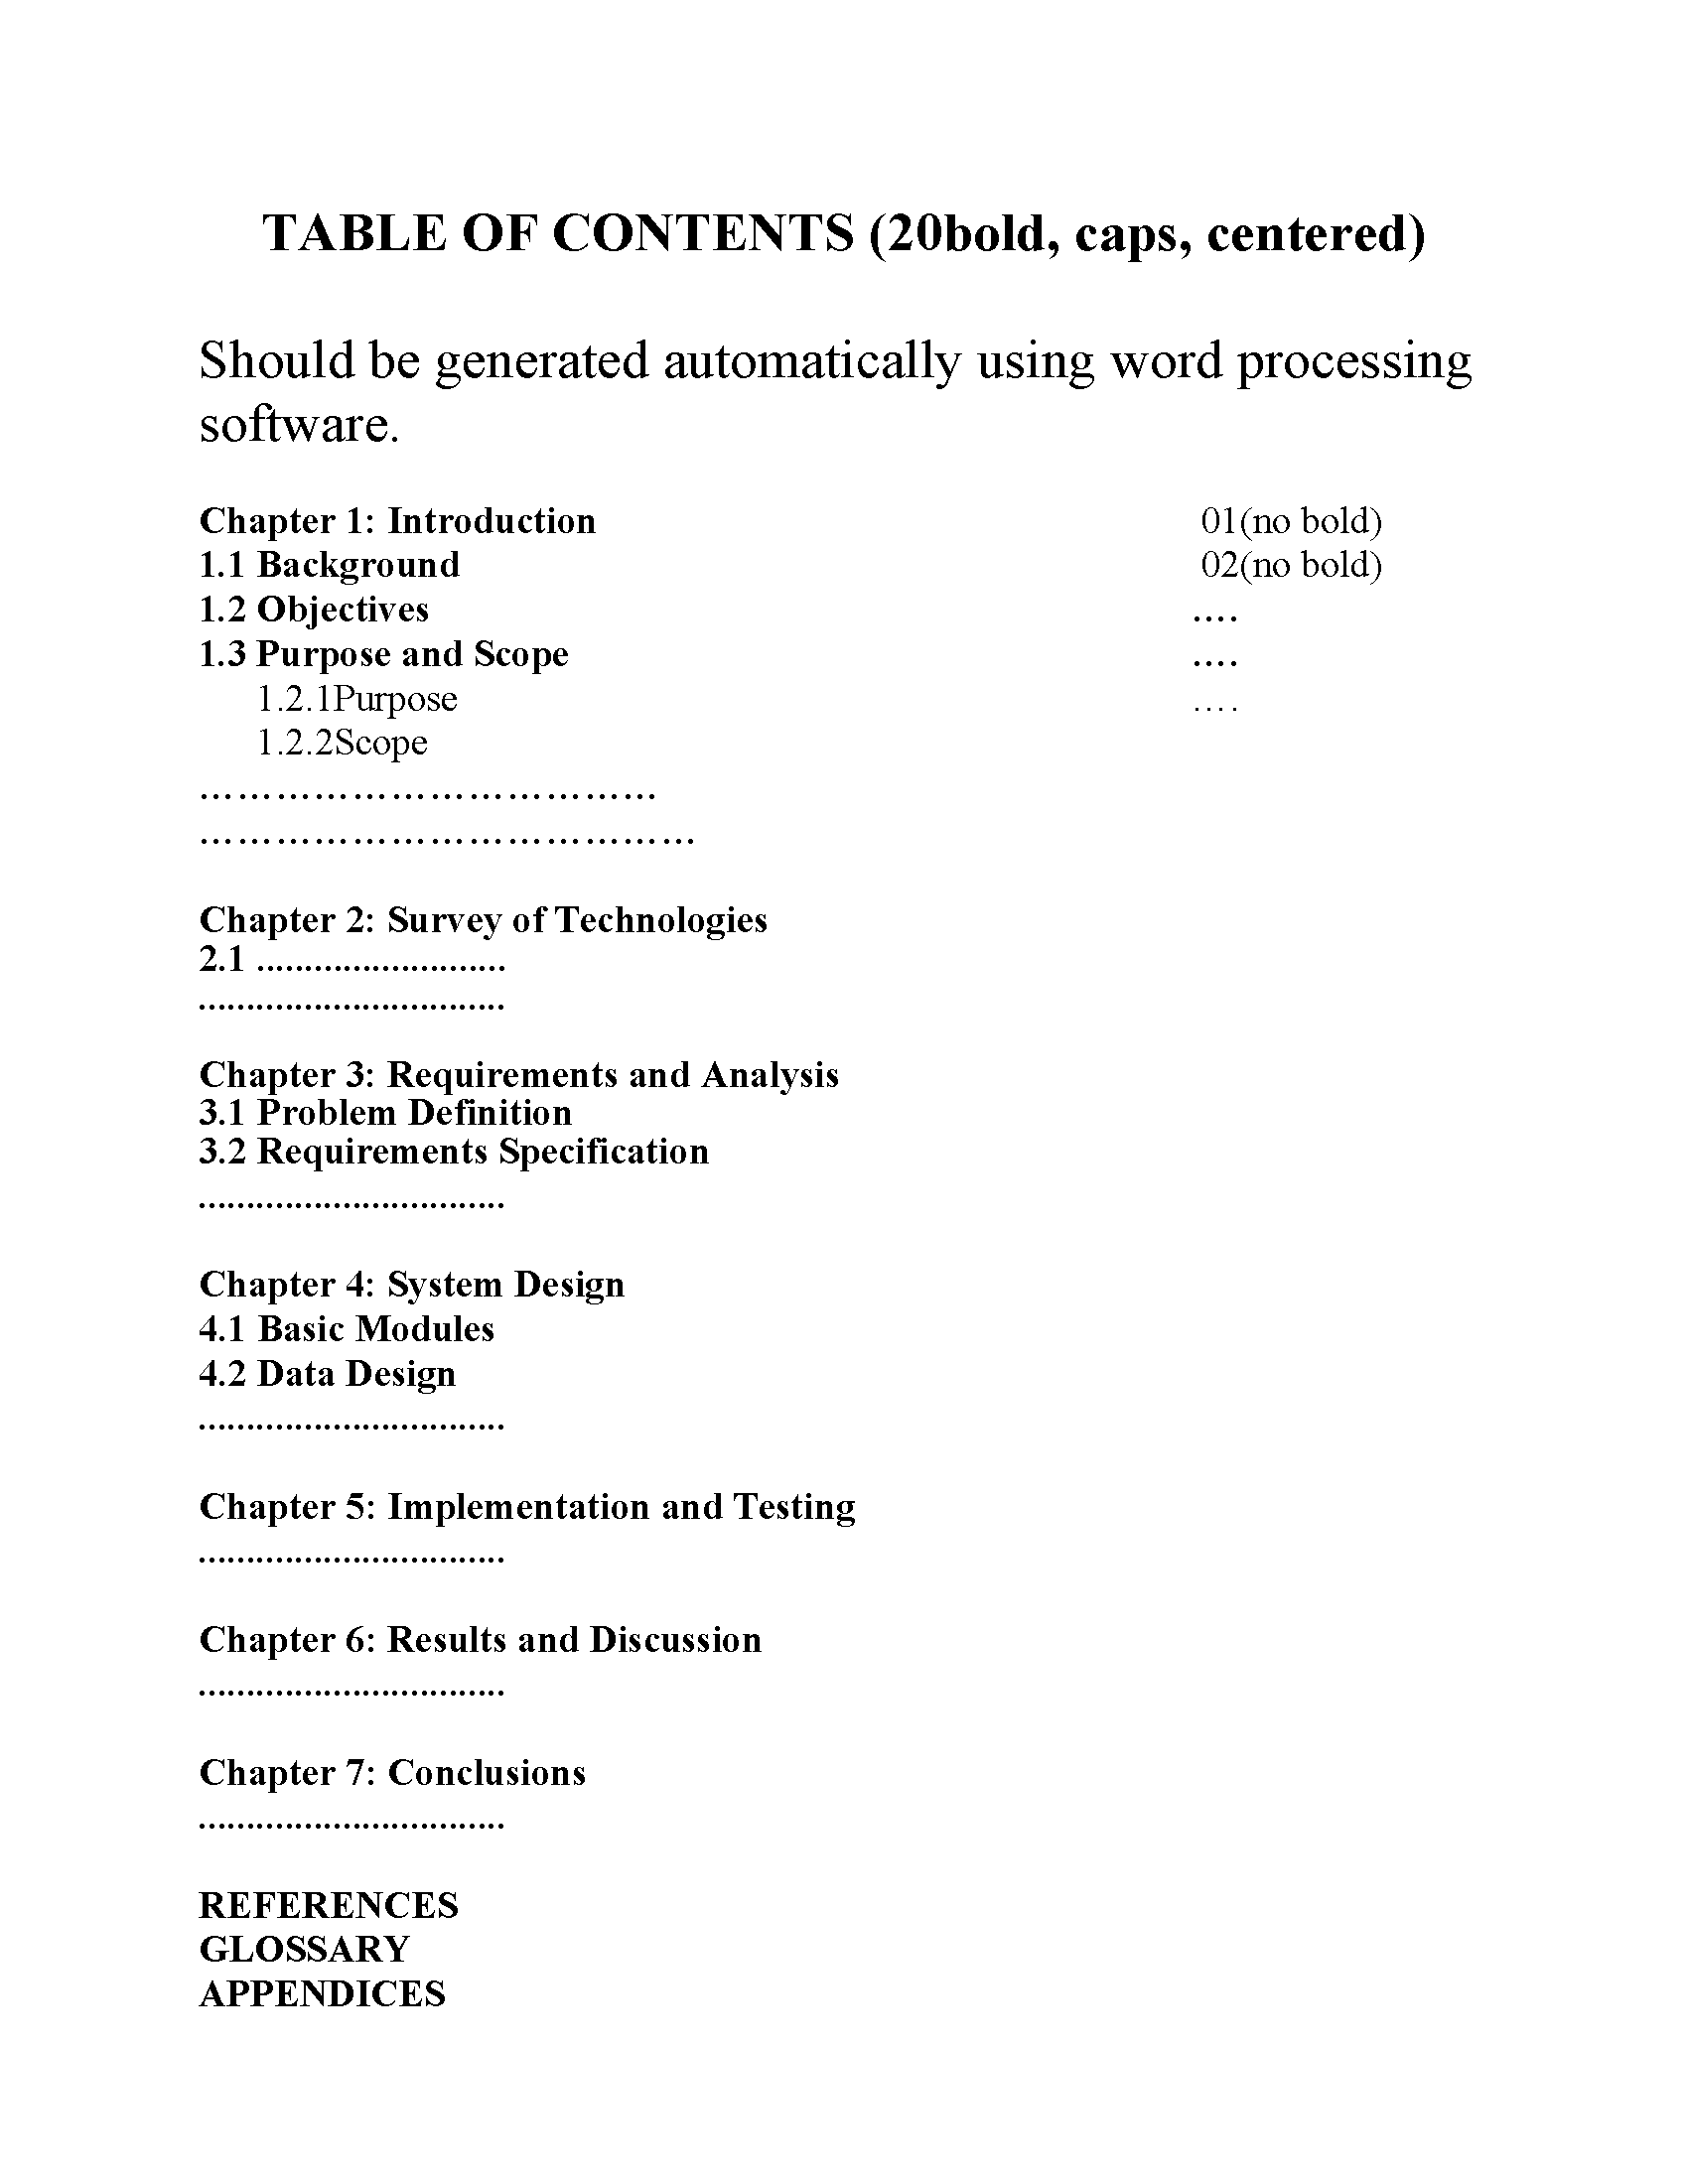 TABLE OF CONTENTS (20bold, caps, centered)
Should be generated automatically using word processing
software.
Chapter 1: Introduction 01(no bold)
1.1 Background 02(no bold)
1.2 Objectives ....
1.3 Purpose and Scope ....
1.2.1Purpose ....
1.2.2Scope
………………………………
…………………………………
Chapter 2: Survey of Technologies
2.1 ..........................
................................
Chapter 3: Requirements and Analysis
3.1 Problem Definition
3.2 Requirements Specification
................................
Chapter 4: System Design
4.1 Basic Modules
4.2 Data Design
................................
Chapter 5: Implementation and Testing
................................
Chapter 6: Results and Discussion
................................
Chapter 7: Conclusions
................................
REFERENCES
GLOSSARY
APPENDICES